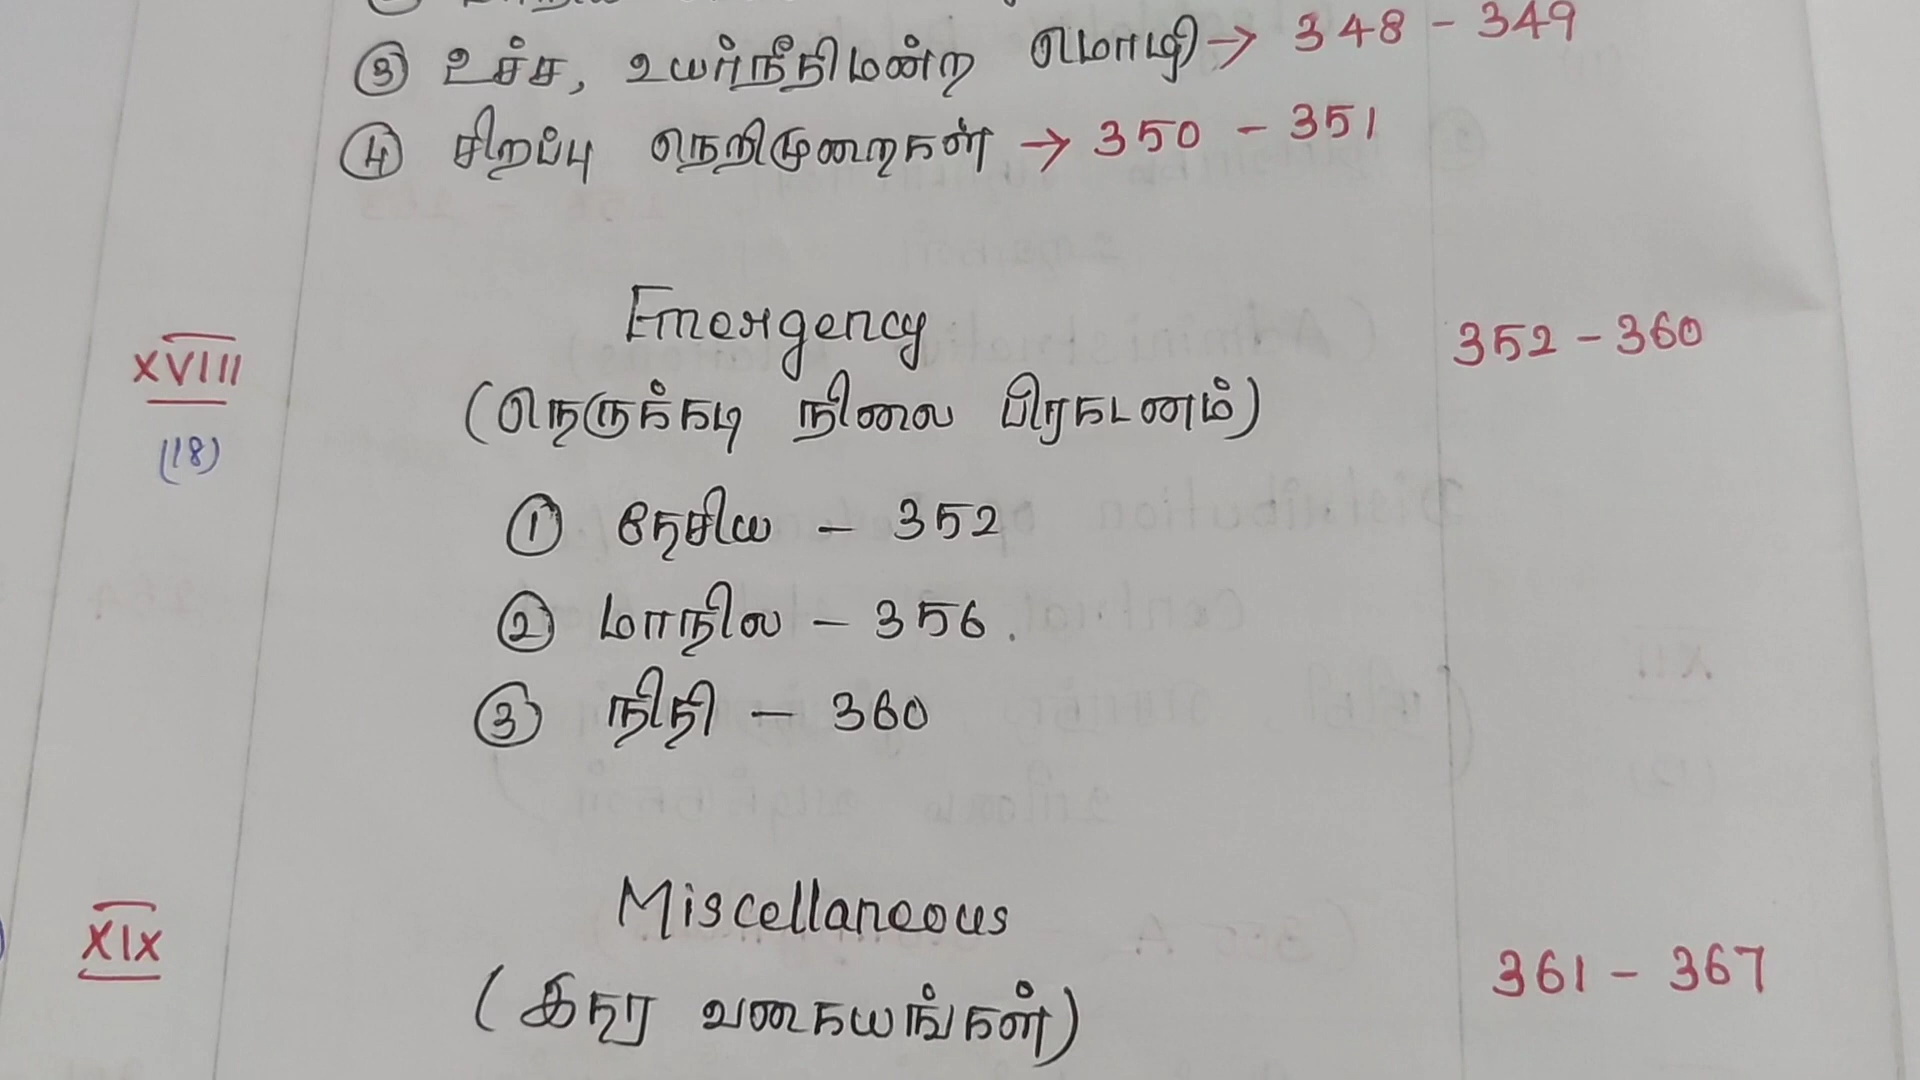 ③ உச்ச, உயர்நீதிமன்ற மொழி → 348 - 349
④ சிறப்பு நெறிமுறைகள் → 350 - 351
Emergency
XVIII 352 - 360
(நெருக்கடி நிலை பிரகடனம்)
(18)
① தேசிய - 352
② மாநில - 356.
③ நிதி - 360
Miscellaneous
XIX 361 - 367
(இதர வகையங்கள்)